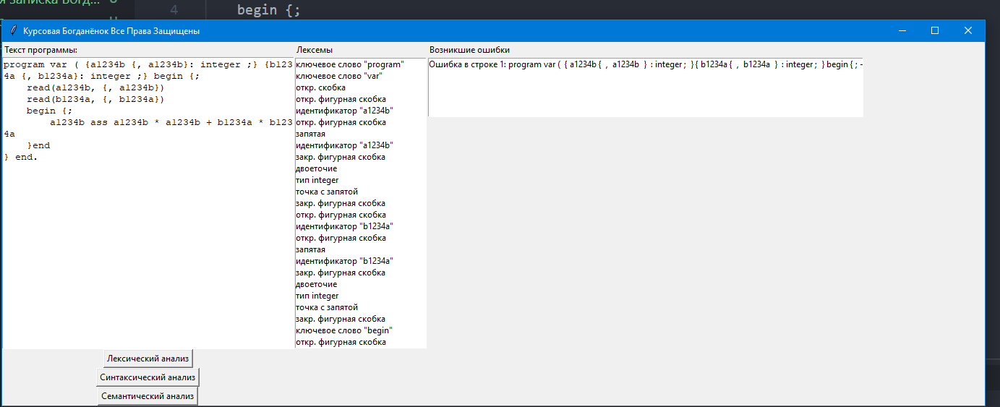 4 begin {;
Курсовая Богданёнок Все Права Защищены
Текст программы:
program var ( {a1234b {, a1234b}: integer ;} {b123
4a {, b1234a}: integer ;} begin {;
read(a1234b, {, a1234b})
read(b1234a, {, b1234a})
begin {;
a1234b ass a1234b * a1234b + b1234a * b123
4a
}end
} end.
Лексемы
ключевое слово "program"
ключевое слово "var"
откр. скобка
откр. фигурная скобка
идентификатор "a1234b"
откр. фигурная скобка
запятая
идентификатор "a1234b"
закр. фигурная скобка
двоеточие
тип integer
точка с запятой
закр. фигурная скобка
откр. фигурная скобка
идентификатор "b1234a"
откр. фигурная скобка
запятая
идентификатор "b1234a"
закр. фигурная скобка
двоеточие
тип integer
точка с запятой
закр. фигурная скобка
ключевое слово "begin"
откр. фигурная скобка
Возникшие ошибки
Ошибка в строке 1: program var ( { a1234b { , a1234b } : integer ; } { b1234a { , b1234a } : integer ; } begin { ; -
Лексический анализ
Синтаксический анализ
Семантический анализ